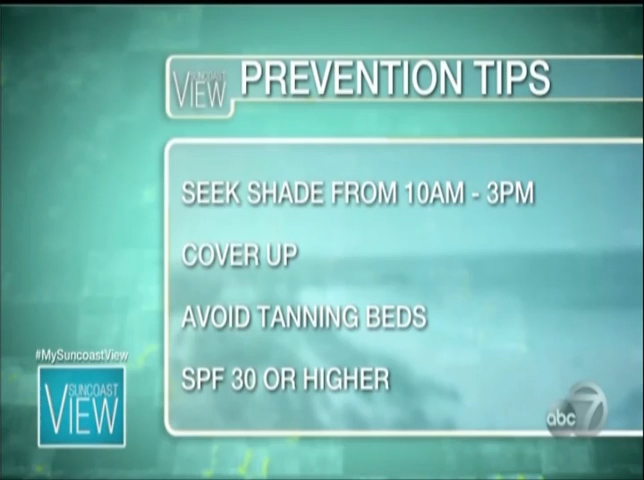 SUNCOAST
VIEW
PREVENTION TIPS
SEEK SHADE FROM 10AM - 3PM
COVER UP
AVOID TANNING BEDS
SPF 30 OR HIGHER
#MySuncoastView
SUNCOAST
VIEW
abc 7